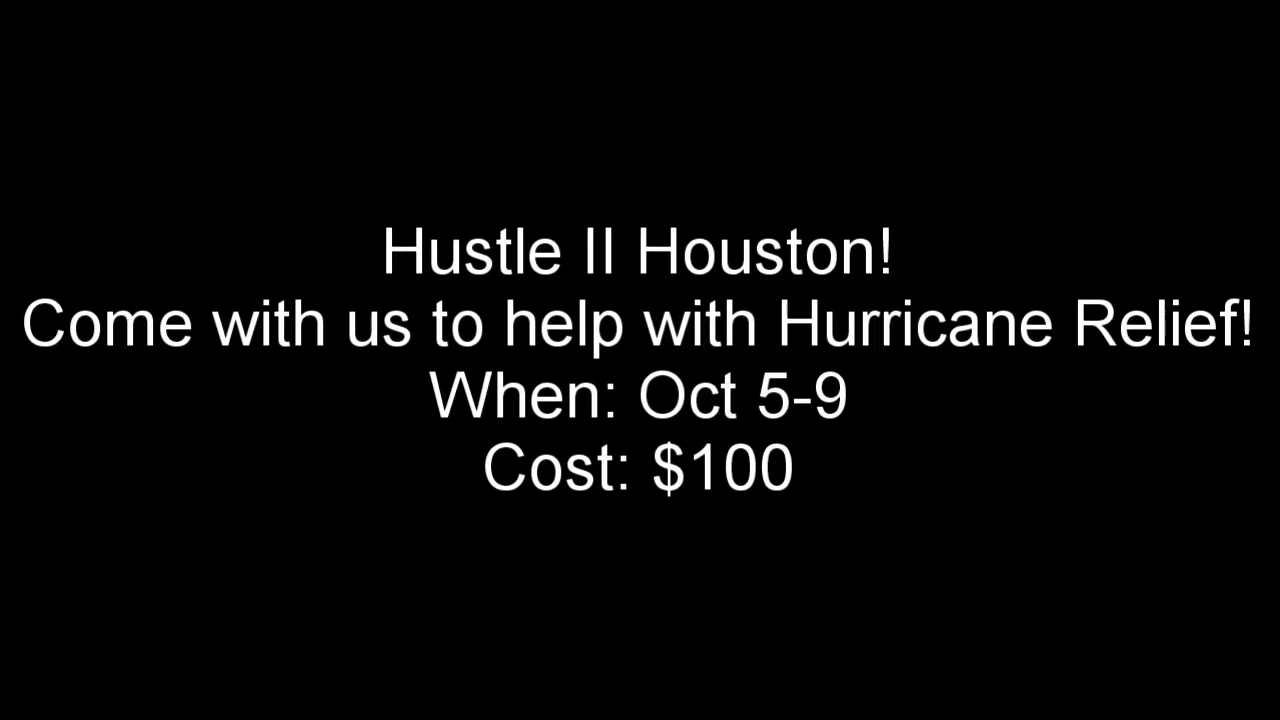 Hustle II Houston!
Come with us to help with Hurricane Relief!
When: Oct 5-9
Cost: $100